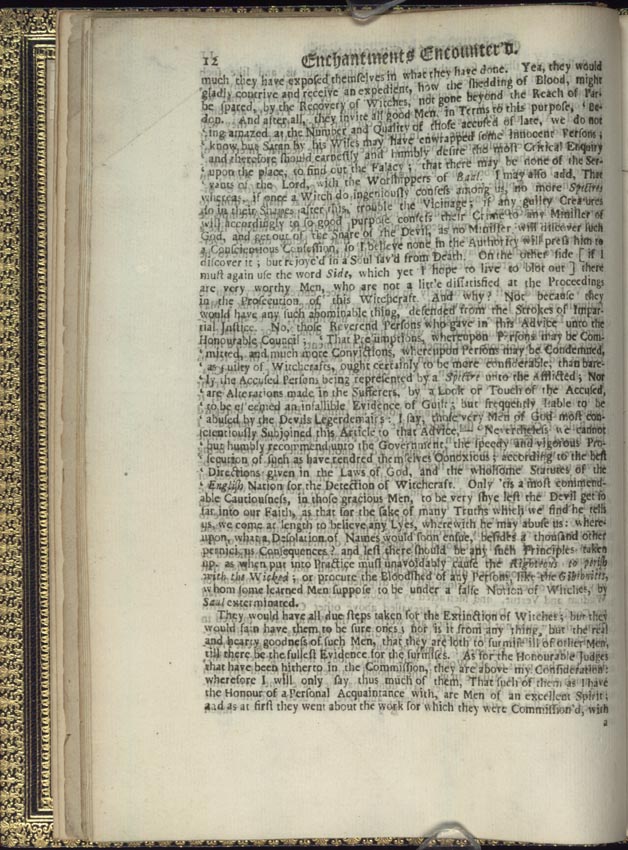 12 Enchantments Encounter'd.
much they have exposed themselves in what they have done. Yea, they would
gladly contrive and receive an expedient, how the shedding of Blood, might
be spared, by the Recovery of Witches, not gone beyond the Reach of Par-
don. And after all, they invite all good Men, in Terms to this purpose, ' Be-
' ing amazed at the Number and Quality of those accused of late, we do not
' know but Satan by his Wiles may have enwrapped some Innocent Persons;
' and therefore should earnestly and humbly desire the most Critical Enquiry
' upon the place, to find out the Falacy; that there may be none of the Ser-
' vants of the Lord, with the Worshippers of Baal. I may also add, That
whereas, if once a Witch do ingeniously confess among us, no more Spectres
do in their Shapes after this, trouble the Vicinage; if any guilty Creatures
will accordingly to so good purpose confess their Crime to any Minister of
God, and get out of the Snare of the Devil, as no Minister will discover such
a Conscientious Confession, so I believe none in the Authority will press him to
discover it; but rejoyc'd in a Soul sav'd from Death. On the other side [ if I
must again use the word Side, which yet I hope to live to blot out ] there
are very worthy Men, who are not a litt'e dissatisfied at the Proceedings
in the Prosecution of this Witchcraft. And why? Not because they
would have any such abominable thing, defended from the Strokes of Impar-
tial Justice. No, those Reverend Persons who gave in this Advice unto the
Honourable Council; ' That Presumptions, whereupon Persons may be Com-
' mitted, and much more Convictions, whereupon Persons may be Condemned,
' as guilty of Witchcrafts, ought certainly to be more considerable, than bare-
' ly the Accused Persons being represented by a Spectre unto the Afflicted; Nor
' are Alterations made in the Sufferers, by a Look or Touch of the Accused,
' to be esteemed an infallible Evidence of Guilt; but frequently liable to be
' abused by the Devils Legerdemains: I say, those very Men of God most con-
scientiously Subjoined this Article to that Advice,— ' Nevertheless we cannot
' but humbly recommend unto the Government, the speedy and vigorous Pro-
' secution of such as have rendred themselves Obnoxious; according to the best
' Directions given in the Laws of God, and the wholsome Statutes of the
' English Nation for the Detection of Witchcraft. Only 'tis a most commend-
able Cautiousness, in those gracious Men, to be very shye lest the Devil get so
far into our Faith, as that for the sake of many Truths which we find he tells
us, we come at length to believe any Lyes, wherewith he may abuse us: where-
upon, what a Desolation of Names would soon ensue, besides a thousand other
pernicious Consequences? and lest there should be any such Principles taken
up, as when put into Practice must unavoidably cause the Righteous to perish
with the Wicked; or procure the Bloodshed of any Persons, like the Gibeonites,
whom some learned Men suppose to be under a false Notion of Witches, by
Saul exterminated.
They would have all due steps taken for the Extinction of Witches; but they
would fain have them to be sure ones; nor is it from any thing, but the real
and hearty goodness of such Men, that they are loth to surmise ill of other Men,
till there be the fullest Evidence for the surmises. As for the Honourable Judges
that have been hitherto in the Commission, they are above my Consideration:
wherefore I will only say thus much of them, That such of them as I have
the Honour of a Personal Acquaintance with, are Men of an excellent Spirit;
and as at first they went about the work for which they were Commission'd, with
a